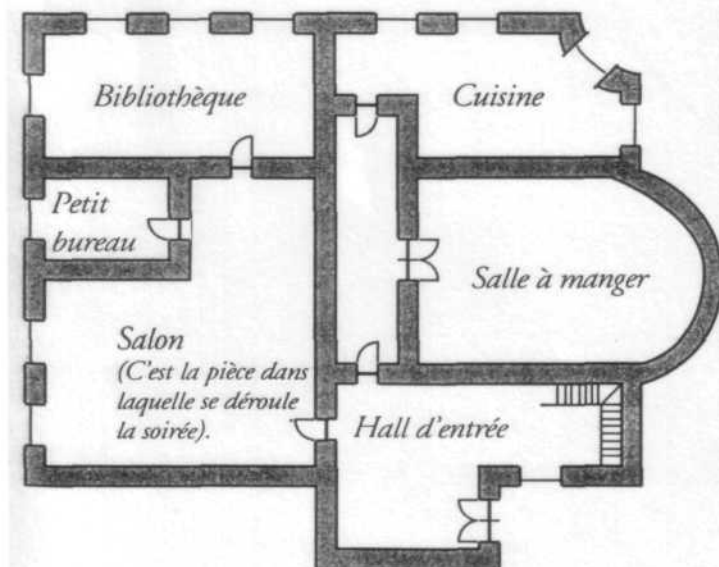 Bibliothèque
Cuisine
Petit
bureau
Salle à manger
Salon
(C'est la pièce dans
laquelle se déroule
la soirée).
Hall d'entrée